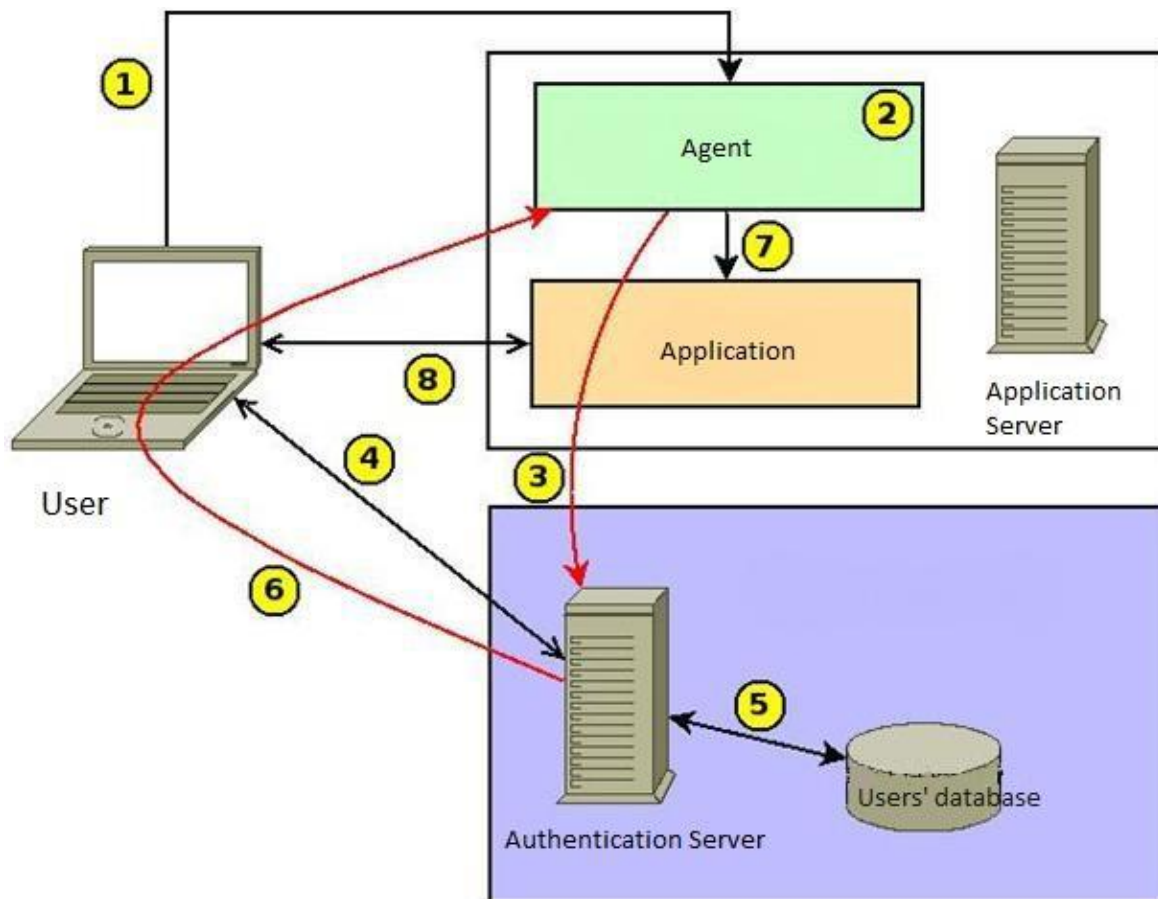 1
2
Agent
7
Application
8
Application
Server
4
3
User
6
5
Users' database
Authentication Server